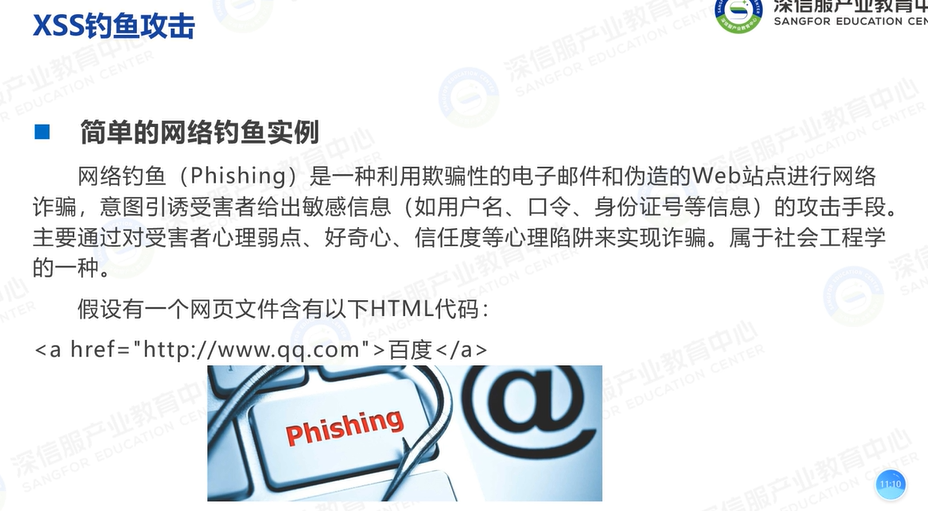 XSS钓鱼攻击
深信服产业教育中
SANGFOR EDUCATION CEN
■ 简单的网络钓鱼实例
网络钓鱼（Phishing）是一种利用欺骗性的电子邮件和伪造的Web站点进行网络
诈骗，意图引诱受害者给出敏感信息（如用户名、口令、身份证号等信息）的攻击手段。
主要通过对受害者心理弱点、好奇心、信任度等心理陷阱来实现诈骗。属于社会工程学
的一种。
假设有一个网页文件含有以下HTML代码：
<a href="http://www.qq.com">百度</a>
Phishing
@
11:10